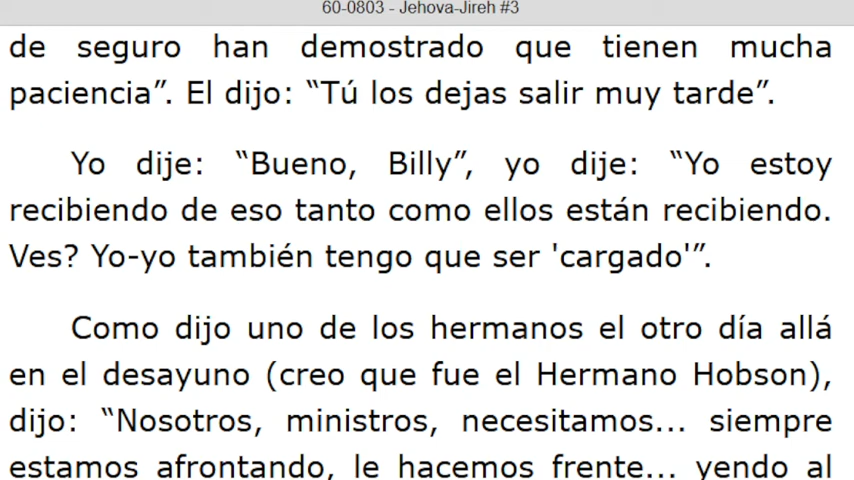 60-0803 - Jehova-Jireh #3
de seguro han demostrado que tienen mucha
paciencia”. El dijo: “Tú los dejas salir muy tarde”.
Yo dije: “Bueno, Billy”, yo dije: “Yo estoy
recibiendo de eso tanto como ellos están recibiendo.
Ves? Yo-yo también tengo que ser 'cargado'”.
Como dijo uno de los hermanos el otro día allá
en el desayuno (creo que fue el Hermano Hobson),
dijo: “Nosotros, ministros, necesitamos... siempre
estamos afrontando, le hacemos frente... yendo al